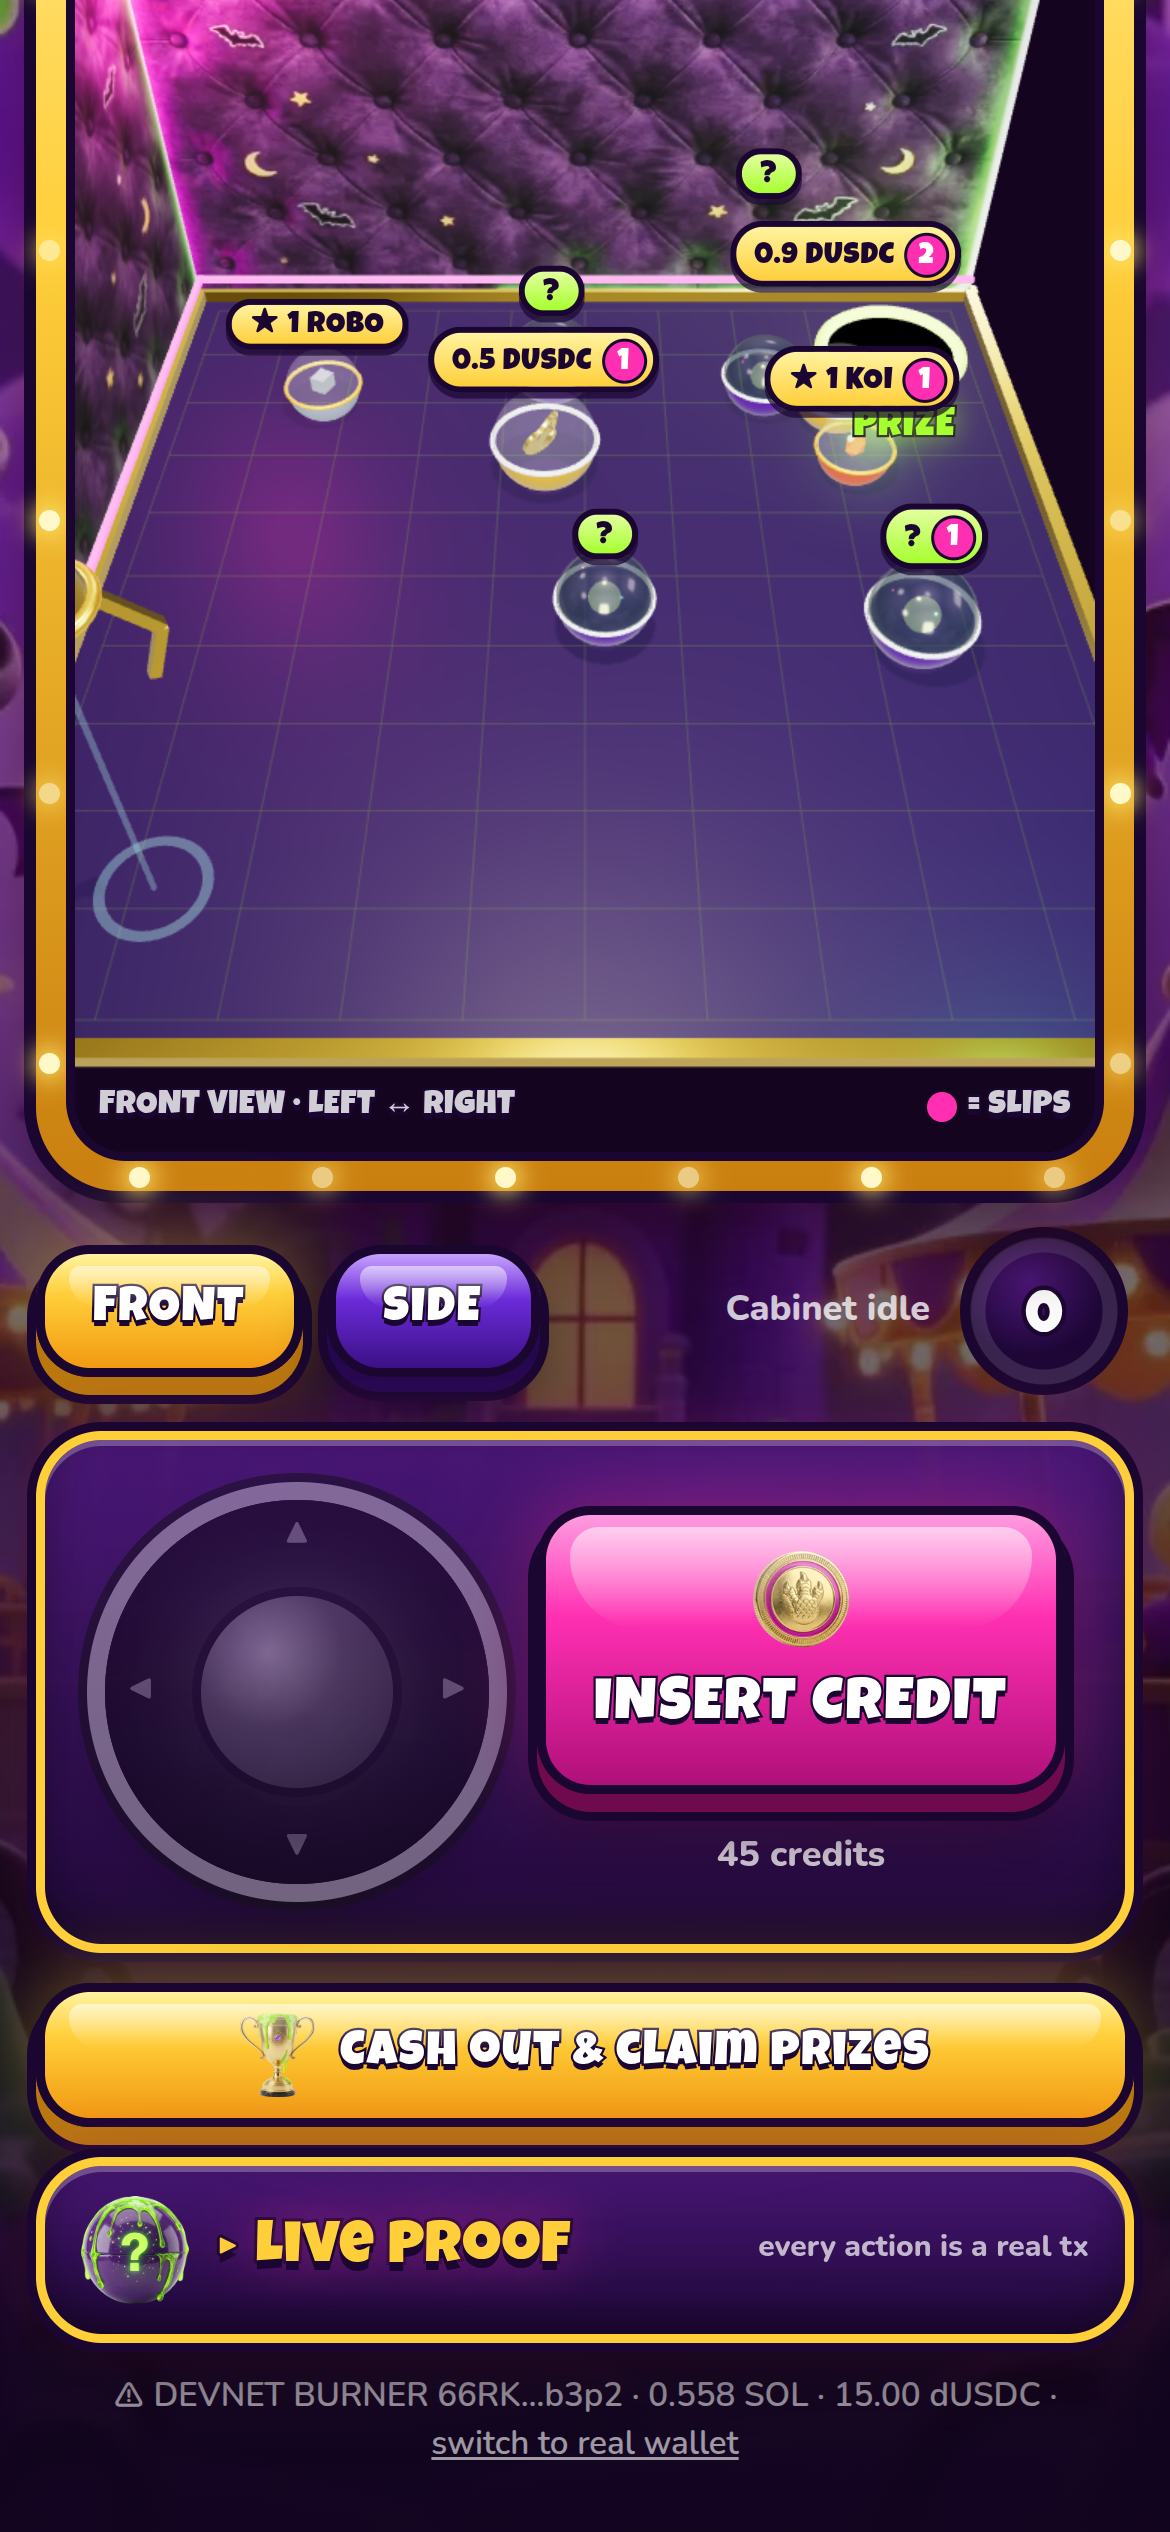 ?
0.9 DUSDC 2
?
★ 1 ROBO
0.5 DUSDC 1
★ 1 KOI 1
PRIZE
?
? 1
FRONT VIEW · LEFT ↔ RIGHT
= SLIPS
FRONT
SIDE
Cabinet idle
0
INSERT CREDIT
45 credits
CASH OUT & CLAIM PRIZES
?
▸ LIVE PROOF
every action is a real tx
⚠ DEVNET BURNER 66RK...b3p2 · 0.558 SOL · 15.00 dUSDC ·
switch to real wallet